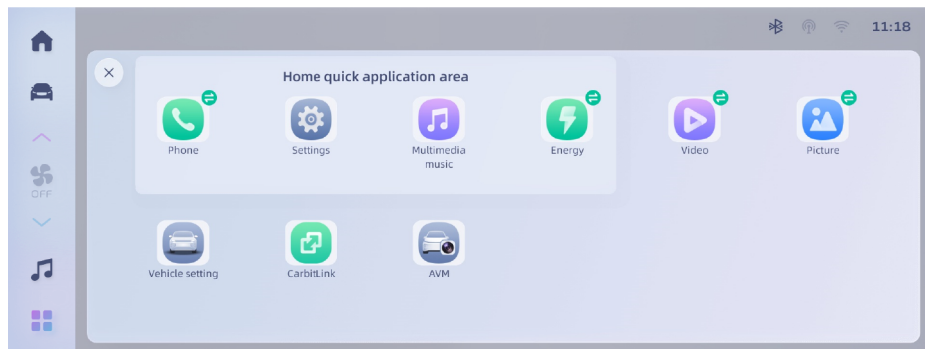 11:18
Home quick application area
Phone
Settings
Multimedia
music
Energy
Video
Picture
OFF
Vehicle setting
CarbitLink
AVM